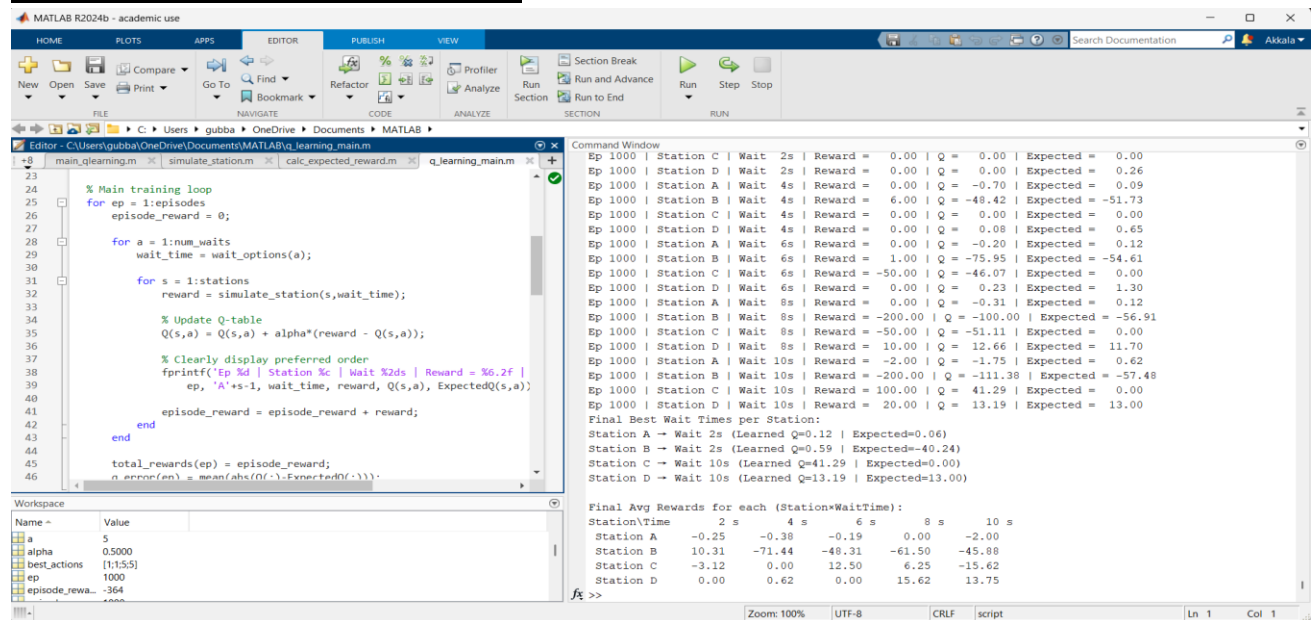 MATLAB R2024b - academic use
HOME PLOTS APPS EDITOR PUBLISH VIEW Search Documentation Akkala
New Open Save Compare Print Go To Find Bookmark Refactor Profiler Analyze Run Section Section Break Run and Advance Run to End Run Step Stop
FILE NAVIGATE CODE ANALYZE SECTION RUN
C: Users gubba OneDrive Documents MATLAB
Editor - C:\Users\gubba\OneDrive\Documents\MATLAB\q_learning_main.m
+8 main_qlearning.m simulate_station.m calc_expected_reward.m q_learning_main.m
23
24 % Main training loop
25 for ep = 1:episodes
26 episode_reward = 0;
27
28 for a = 1:num_waits
29 wait_time = wait_options(a);
30
31 for s = 1:stations
32 reward = simulate_station(s,wait_time);
33
34 % Update Q-table
35 Q(s,a) = Q(s,a) + alpha*(reward - Q(s,a));
36
37 % Clearly display preferred order
38 fprintf('Ep %d | Station %c | Wait %2ds | Reward = %6.2f |
39 ep, 'A'+s-1, wait_time, reward, Q(s,a), ExpectedQ(s,a))
40
41 episode_reward = episode_reward + reward;
42 end
43 end
44
45 total_rewards(ep) = episode_reward;
46 q_error(ep) = mean(abs(Q(:)-ExpectedQ(:)));
Workspace
Name Value
a 5
alpha 0.5000
best_actions [1;1;5;5]
ep 1000
episode_rewa... -364
Command Window
Ep 1000 | Station C | Wait 2s | Reward = 0.00 | Q = 0.00 | Expected = 0.00
Ep 1000 | Station D | Wait 2s | Reward = 0.00 | Q = 0.00 | Expected = 0.26
Ep 1000 | Station A | Wait 4s | Reward = 0.00 | Q = -0.70 | Expected = 0.09
Ep 1000 | Station B | Wait 4s | Reward = 6.00 | Q = -48.42 | Expected = -51.73
Ep 1000 | Station C | Wait 4s | Reward = 0.00 | Q = 0.00 | Expected = 0.00
Ep 1000 | Station D | Wait 4s | Reward = 0.00 | Q = 0.08 | Expected = 0.65
Ep 1000 | Station A | Wait 6s | Reward = 0.00 | Q = -0.20 | Expected = 0.12
Ep 1000 | Station B | Wait 6s | Reward = 1.00 | Q = -75.95 | Expected = -54.61
Ep 1000 | Station C | Wait 6s | Reward = -50.00 | Q = -46.07 | Expected = 0.00
Ep 1000 | Station D | Wait 6s | Reward = 0.00 | Q = 0.23 | Expected = 1.30
Ep 1000 | Station A | Wait 8s | Reward = 0.00 | Q = -0.31 | Expected = 0.12
Ep 1000 | Station B | Wait 8s | Reward = -200.00 | Q = -100.00 | Expected = -56.91
Ep 1000 | Station C | Wait 8s | Reward = -50.00 | Q = -51.11 | Expected = 0.00
Ep 1000 | Station D | Wait 8s | Reward = 10.00 | Q = 12.66 | Expected = 11.70
Ep 1000 | Station A | Wait 10s | Reward = -2.00 | Q = -1.75 | Expected = 0.62
Ep 1000 | Station B | Wait 10s | Reward = -200.00 | Q = -111.38 | Expected = -57.48
Ep 1000 | Station C | Wait 10s | Reward = 100.00 | Q = 41.29 | Expected = 0.00
Ep 1000 | Station D | Wait 10s | Reward = 20.00 | Q = 13.19 | Expected = 13.00
Final Best Wait Times per Station:
Station A → Wait 2s (Learned Q=0.12 | Expected=0.06)
Station B → Wait 2s (Learned Q=0.59 | Expected=-40.24)
Station C → Wait 10s (Learned Q=41.29 | Expected=0.00)
Station D → Wait 10s (Learned Q=13.19 | Expected=13.00)
Final Avg Rewards for each (Station×WaitTime):
Station\Time 2 s 4 s 6 s 8 s 10 s
Station A -0.25 -0.38 -0.19 0.00 -2.00
Station B 10.31 -71.44 -48.31 -61.50 -45.88
Station C -3.12 0.00 12.50 6.25 -15.62
Station D 0.00 0.62 0.00 15.62 13.75
fx >>
Zoom: 100% UTF-8 CRLF script Ln 1 Col 1